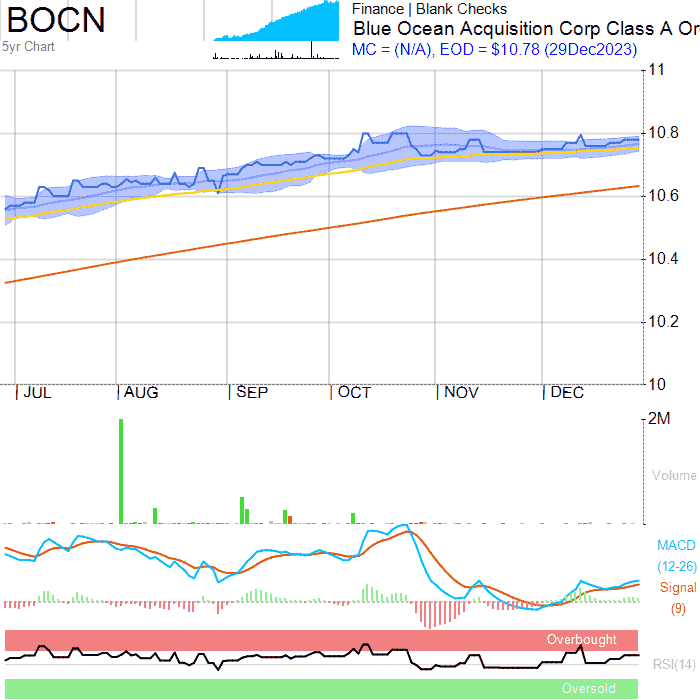 BOCN
5yr Chart
Finance | Blank Checks
Blue Ocean Acquisition Corp Class A Or
MC = (N/A), EOD = $10.78 (29Dec2023)
11
10.8
10.6
10.4
10.2
10
JUL AUG SEP OCT NOV DEC
2M
Volume
MACD
(12-26)
Signal
(9)
Overbought
RSI(14)
Oversold